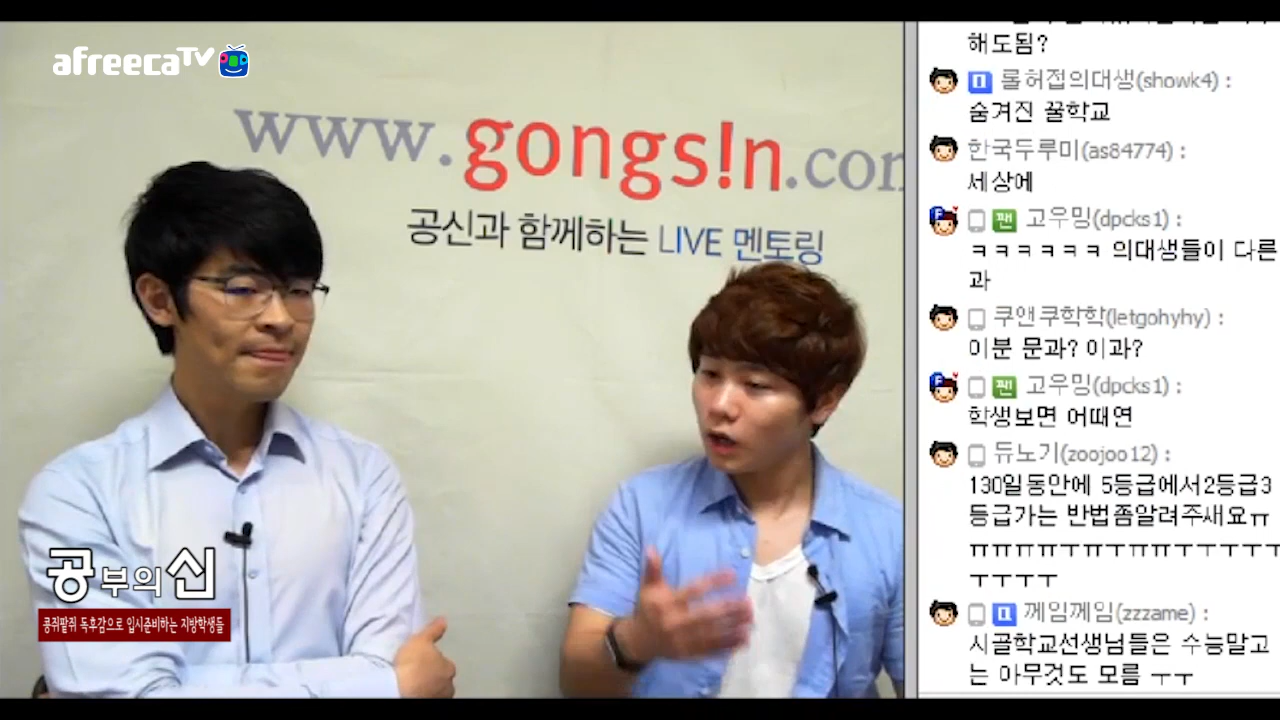 afreecaTV
www.gongs!n.com
공신과 함께하는 LIVE 멘토링
공부의신
콩쥐팥쥐 독후감으로 입시준비하는 지방학생들
해도됨?
롤허접의대생(showk4) :
숨겨진 꿀학교
한국두루미(as84774) :
세상에
팬 고우밍(dpcks1) :
ㅋㅋㅋㅋㅋㅋ 의대생들이 다른
과
쿠앤쿠학학(letgohyhy) :
이분 문과? 이과?
팬 고우밍(dpcks1) :
학생보면 어때연
듀노기(zoojoo12) :
130일동안에 5등급에서2등급3
등급가는 반법좀알려주새요ㅠ
ㅠㅠㅠㅠㅜㅠㅜㅠㅠㅜㅜㅜㅜㅜ
ㅜㅜㅜㅜ
께임께임(zzzame) :
시골학교선생님들은 수능말고
는 아무것도 모름 ㅜㅜ